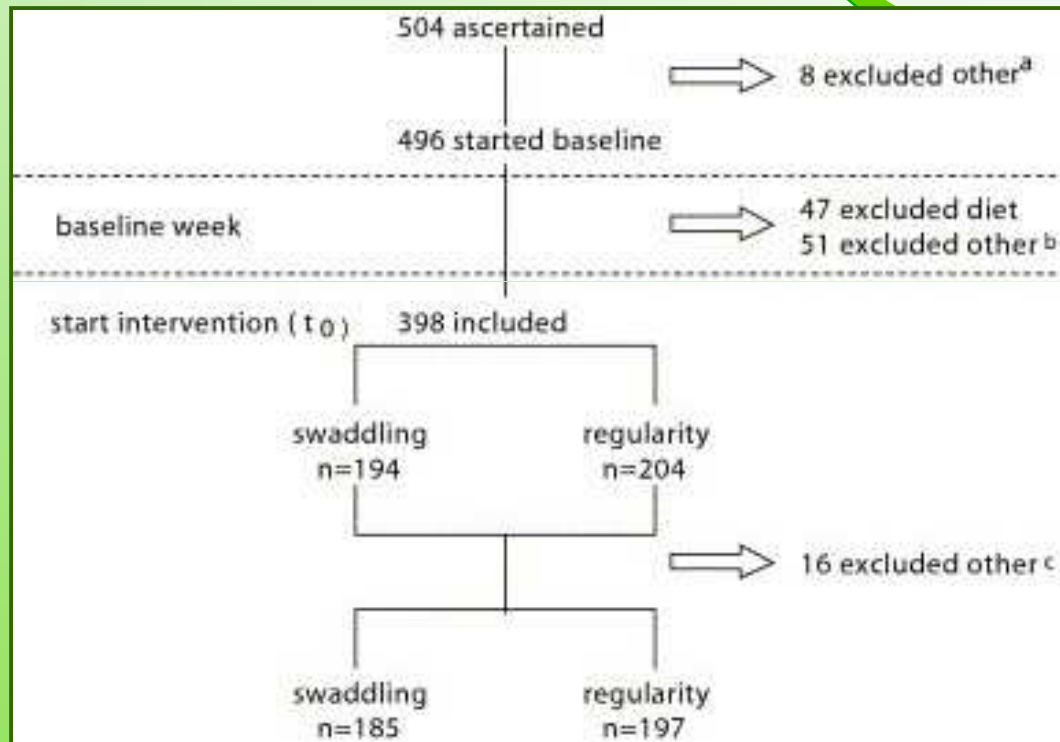 504 ascertained
8 excluded other a
496 started baseline
baseline week
47 excluded diet
51 excluded other b
start intervention ( t0 )
398 included
swaddling
n=194
regularity
n=204
16 excluded other c
swaddling
n=185
regularity
n=197